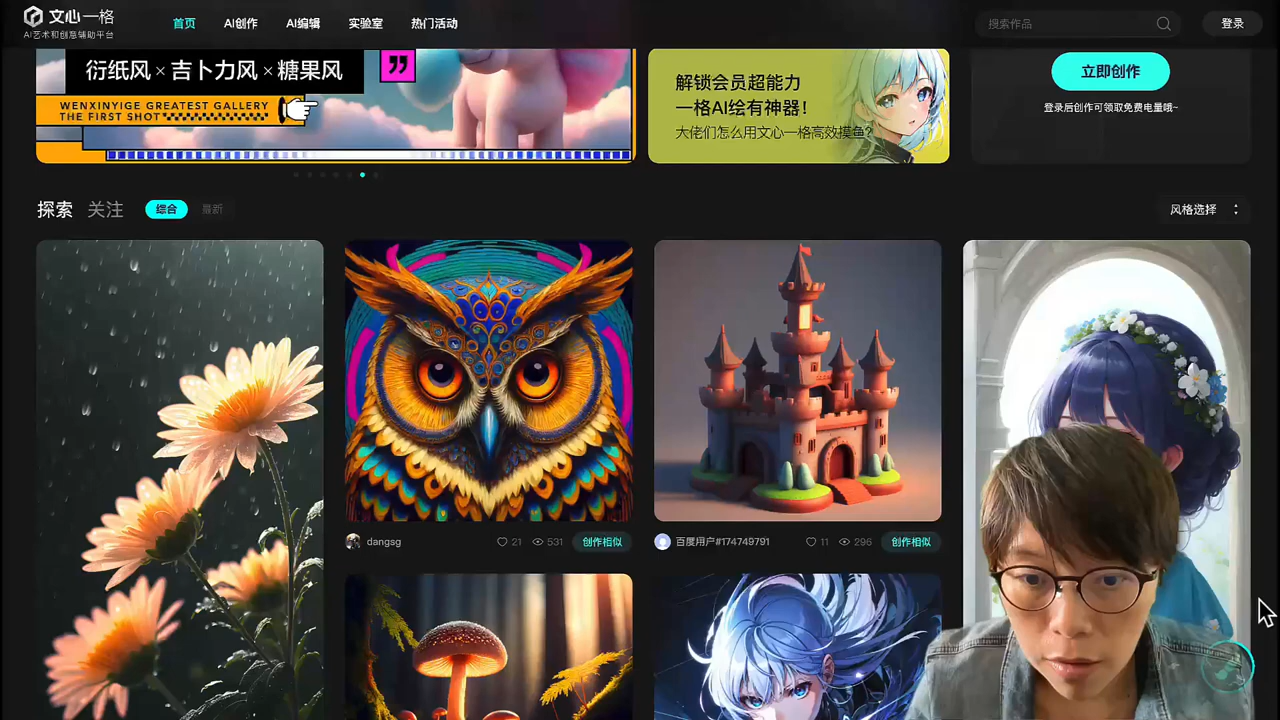 文心一格
AI艺术和创意辅助平台
首页
AI创作
AI编辑
实验室
热门活动
搜索作品
登录
衍纸风×吉卜力风×糖果风
WENXINYIGE GREATEST GALLERY
THE FIRST SHOT
解锁会员超能力
一格AI绘有神器！
大佬们怎么用文心一格高效摸鱼？
立即创作
登录后创作可领取免费电量哦~
探索
关注
综合
最新
风格选择
dangsg
21
531
创作相似
百度用户#174749791
11
296
创作相似